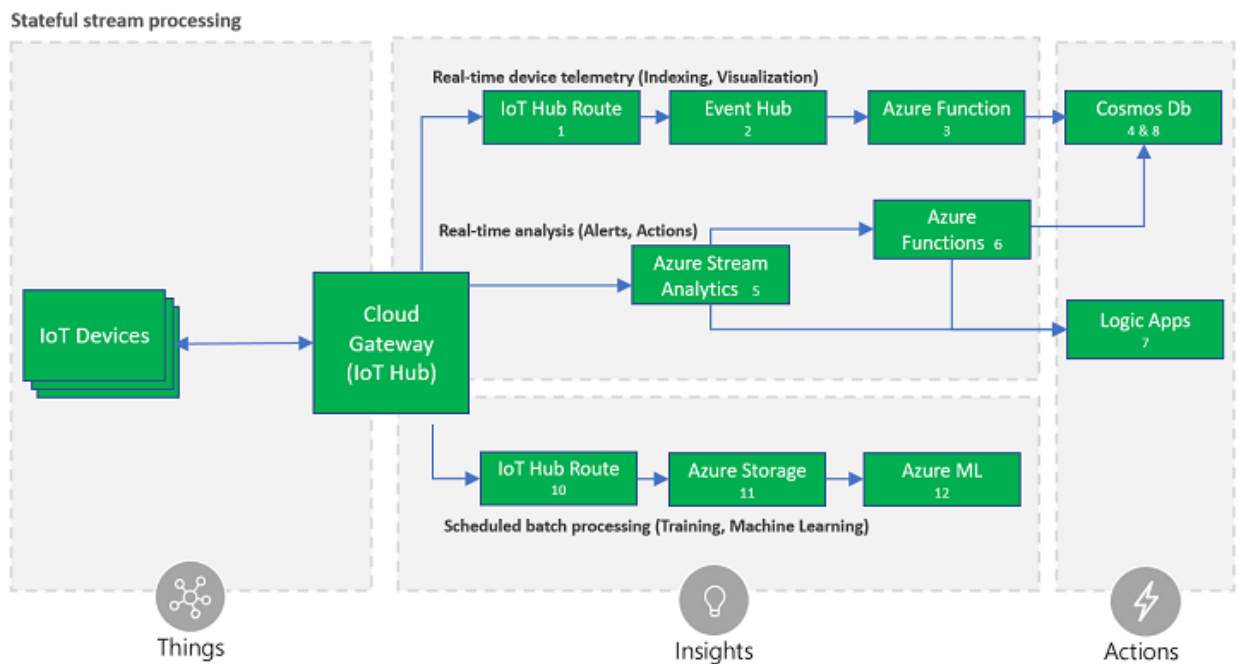 Stateful stream processing
Real-time device telemetry (Indexing, Visualization)
IoT Hub Route
1
Event Hub
2
Azure Function
3
Cosmos Db
4 & 8
Real-time analysis (Alerts, Actions)
Azure
Functions 6
Azure Stream
Analytics 5
Logic Apps
7
IoT Devices
Cloud
Gateway
(IoT Hub)
IoT Hub Route
10
Azure Storage
11
Azure ML
12
Scheduled batch processing (Training, Machine Learning)
Things
Insights
Actions